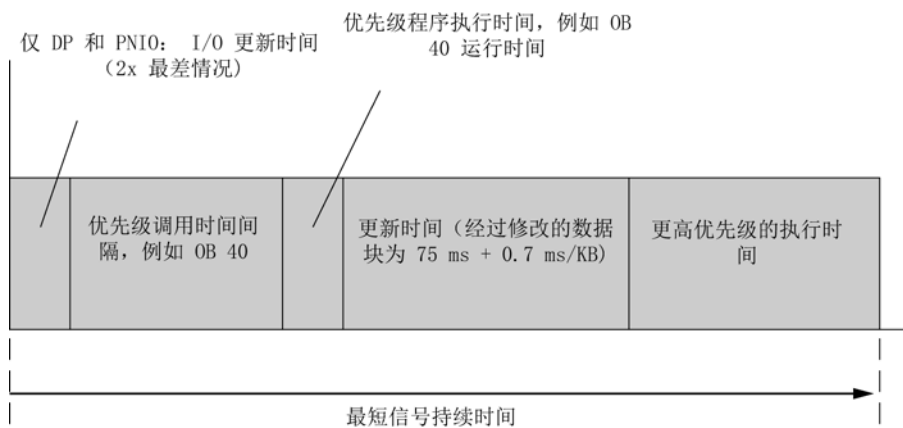 仅 DP 和 PNIO： I/O 更新时间
（2x 最差情况）
优先级程序执行时间，例如 OB
40 运行时间
优先级调用时间间
隔，例如 OB 40
更新时间（经过修改的数据
块为 75 ms + 0.7 ms/KB）
更高优先级的执行时
间
最短信号持续时间